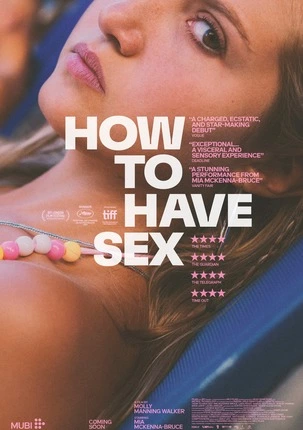 HOW
TO
HAVE
SEX
"A CHARGED, ECSTATIC,
AND STAR-MAKING
DEBUT"
VOGUE
"EXCEPTIONAL...
A VISCERAL AND
SENSORY EXPERIENCE"
DEADLINE
"A STUNNING
PERFORMANCE FROM
MIA MCKENNA-BRUCE"
VANITY FAIR
tiff
★★★★
THE TIMES
★★★★
THE GUARDIAN
★★★★
THE TELEGRAPH
★★★★
TIME OUT
MUBI
COMING
SOON
MOLLY
MANNING WALKER
MIA
MCKENNA-BRUCE